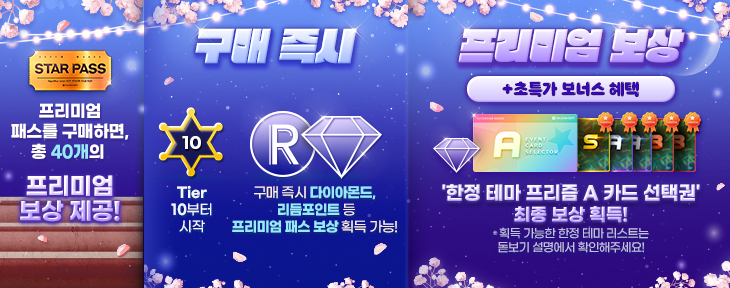 STAR PASS
프리미엄
패스를 구매하면,
총 40개의
프리미엄
보상 제공!
구매 즉시
10
Tier
10부터
시작
R
구매 즉시 다이아몬드,
리듬포인트 등
프리미엄 패스 보상 획득 가능!
프리미엄 보상
+초특가 보너스 혜택
A EVENT
CARD
SELECTOR
S
A
A
B
B
'한정 테마 프리즘 A 카드 선택권'
최종 보상 획득!
* 획득 가능한 한정 테마 리스트는
돋보기 설명에서 확인해주세요!